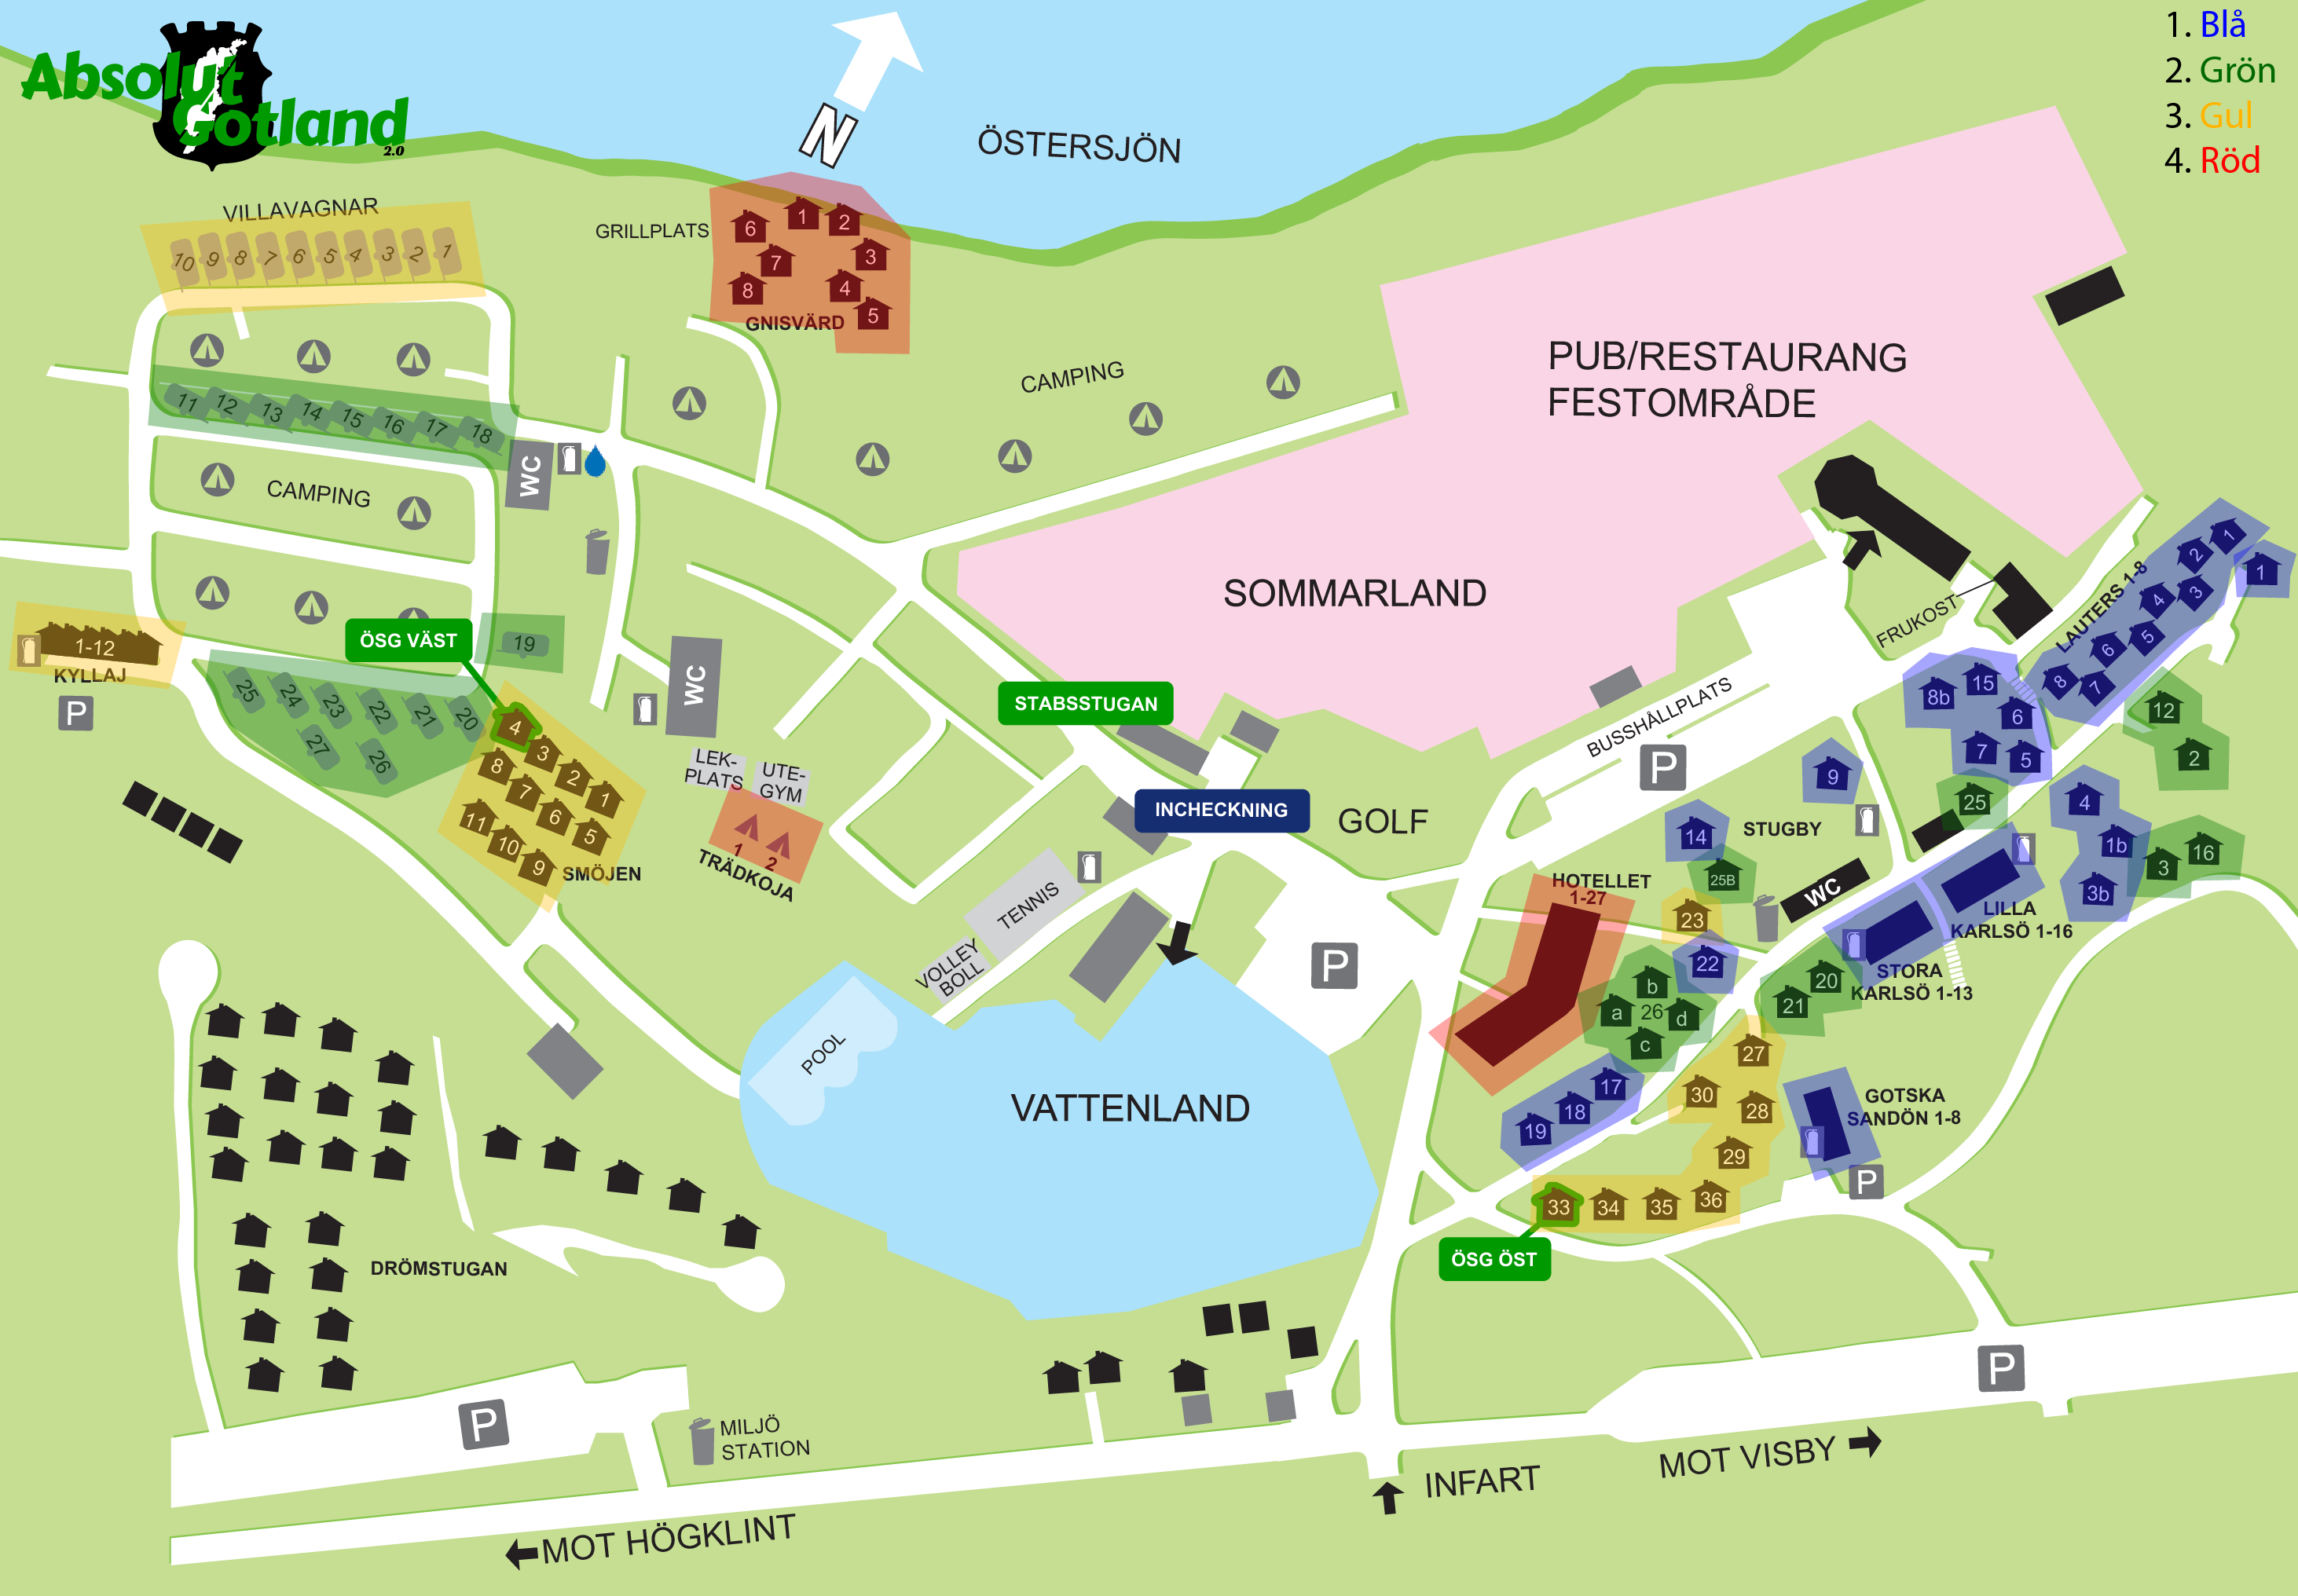 Absolut
Gotland
2.0
N
ÖSTERSJÖN
1. Blå
2. Grön
3. Gul
4. Röd
VILLAVAGNAR
10 9 8 7 6 5 4 3 2 1
GRILLPLATS
6 1 2
7 3
8 4
5
GNISVÄRD
CAMPING
PUB/RESTAURANG
FESTOMRÅDE
11 12 13 14 15 16 17 18
WC
CAMPING
SOMMARLAND
FRUKOST
LAUTERS 1-8
1
2
3
4
5
6
7
8
1
1-12
KYLLAJ
P
ÖSG VÄST
19
25 24 23 22 21 20
27 26
4
3
2
1
8
7
6
5
11
10
9
SMÖJEN
WC
LEK-
PLATS
UTE-
GYM
1 2
TRÄDKOJA
STABSSTUGAN
INCHECKNING
GOLF
BUSSHÅLLPLATS
P
8b 15
6
7 5
12
2
9
25
4
14
STUGBY
1b
16
3
3b
25B
HOTELLET
1-27
23
WC
LILLA
KARLSÖ 1-16
22
STORA
KARLSÖ 1-13
20
21
b
a 26 d
c
TENNIS
VOLLEY
BOLL
P
POOL
VATTENLAND
27
30
28
29
17
18
19
GOTSKA
SANDÖN 1-8
P
33 34 35 36
ÖSG ÖST
DRÖMSTUGAN
P
P
MILJÖ
STATION
INFART
MOT VISBY
MOT HÖGKLINT